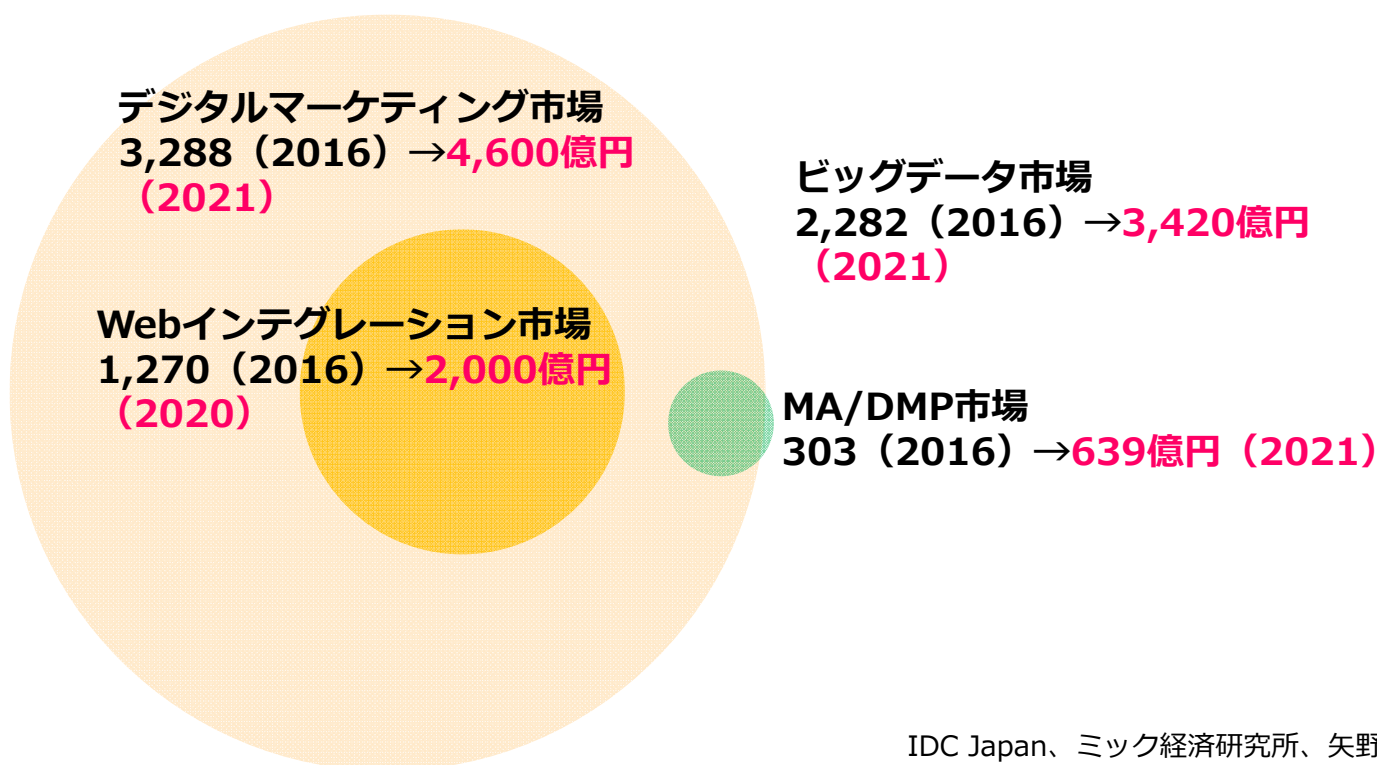 デジタルマーケティング市場
3,288（2016）→4,600億円
（2021）
ビッグデータ市場
2,282（2016）→3,420億円
（2021）
Webインテグレーション市場
1,270（2016）→2,000億円
（2020）
MA/DMP市場
303（2016）→639億円（2021）
IDC Japan、ミック経済研究所、矢野